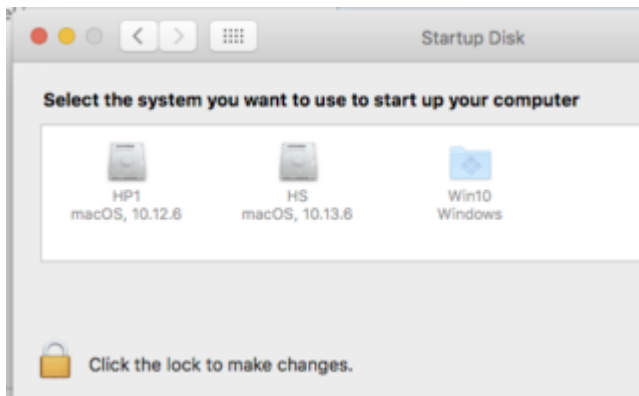 Startup Disk
Select the system you want to use to start up your computer
HP1
macOS, 10.12.6
HS
macOS, 10.13.6
Win10
Windows
Click the lock to make changes.